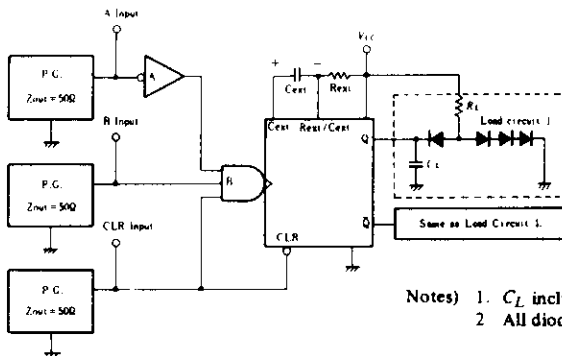 A Input
P.G.
Zout = 50Ω
A
B Input
P.G.
Zout = 50Ω
B
CLR Input
P.G.
Zout = 50Ω
VCC
+
−
Cext
Rext
Cext
Rext/Cext
Q
Q̄
CLR
RL
Load circuit 1
CL
Same as Load Circuit 1.
Notes) 1. CL incl
2 All diod